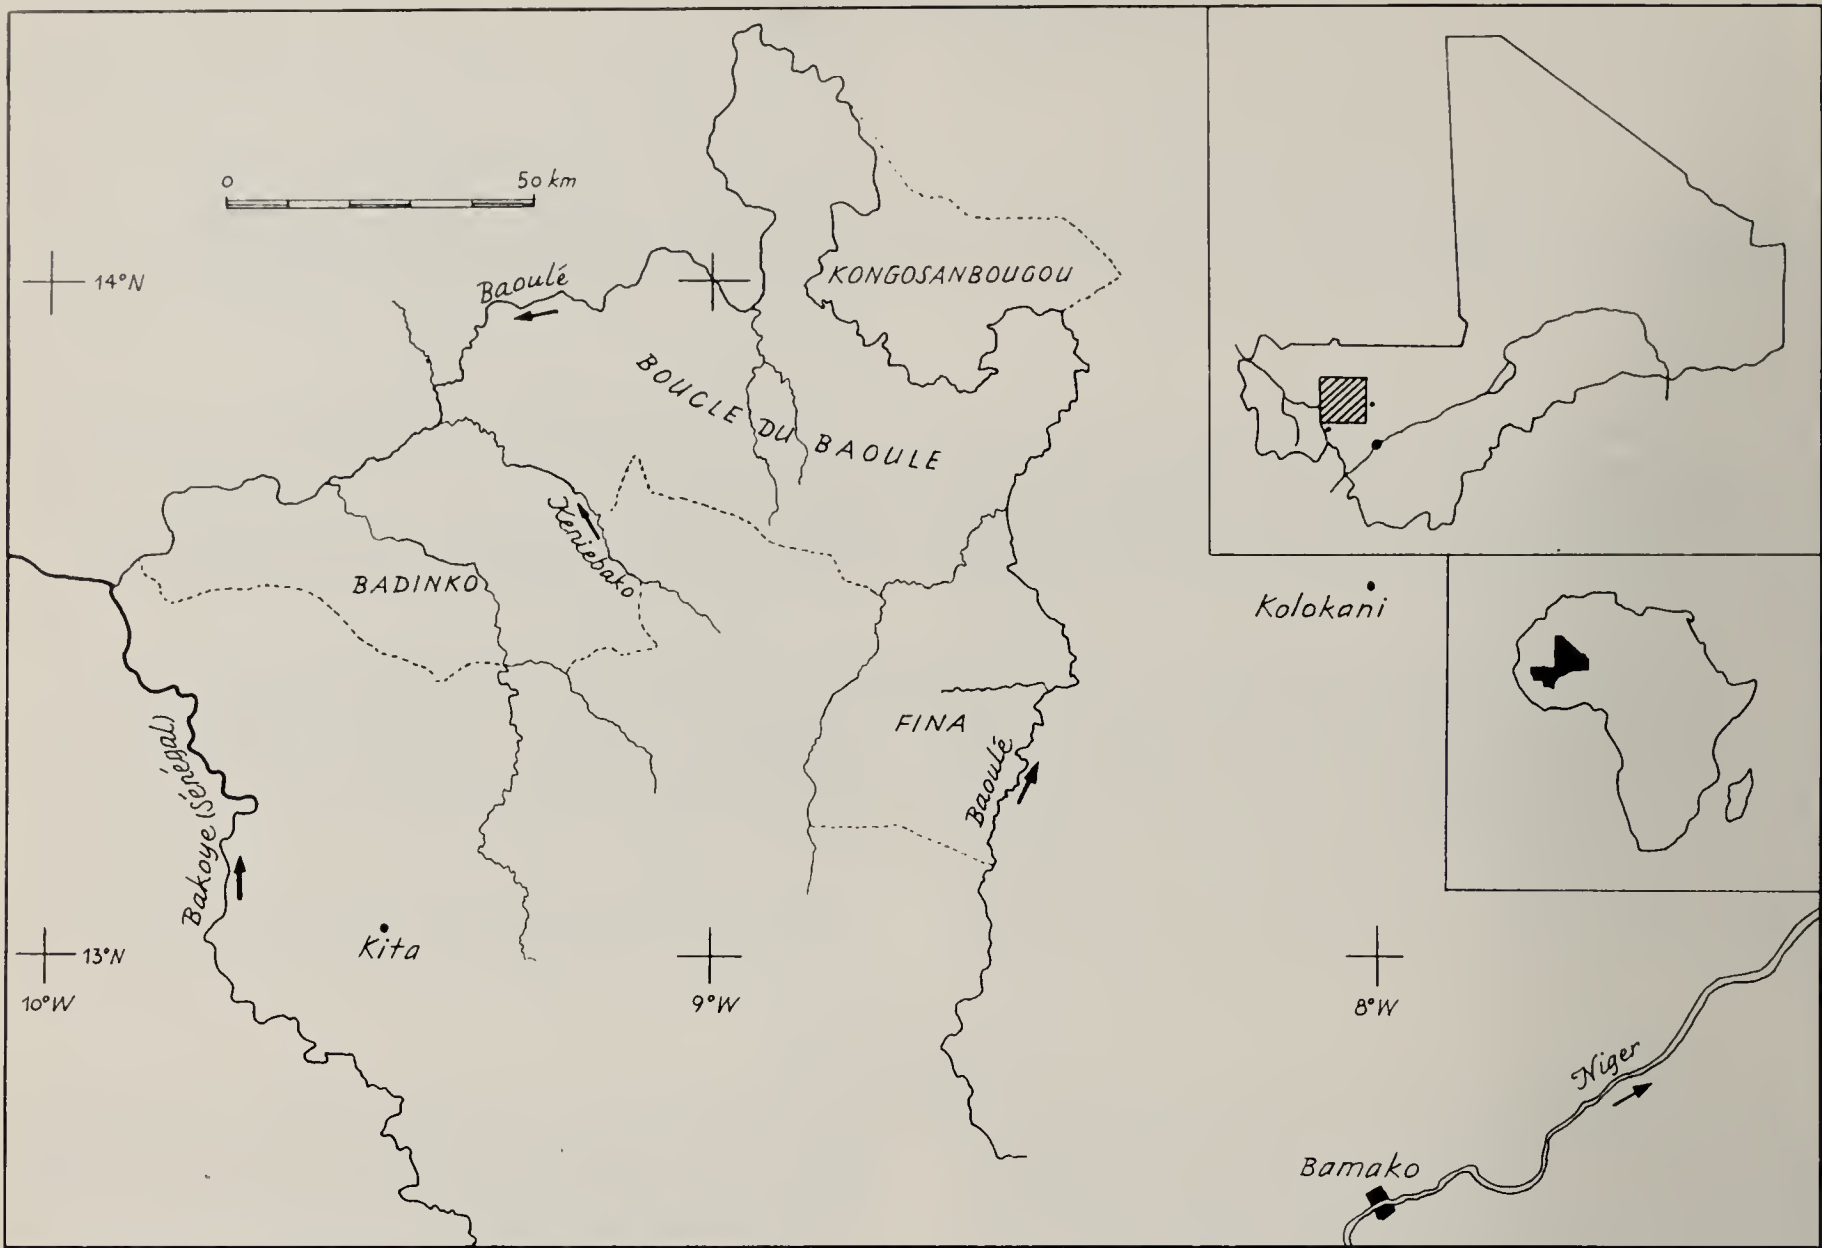 0 50 km
14°N
Baoulé
KONGOSANBOUGOU
BOUCLE DU BAOULE
Keniebako
BADINKO
Kolokani
FINA
Baoulé
Bakoye (Sénégal)
Kita
13°N
10°W
9°W
8°W
Niger
Bamako